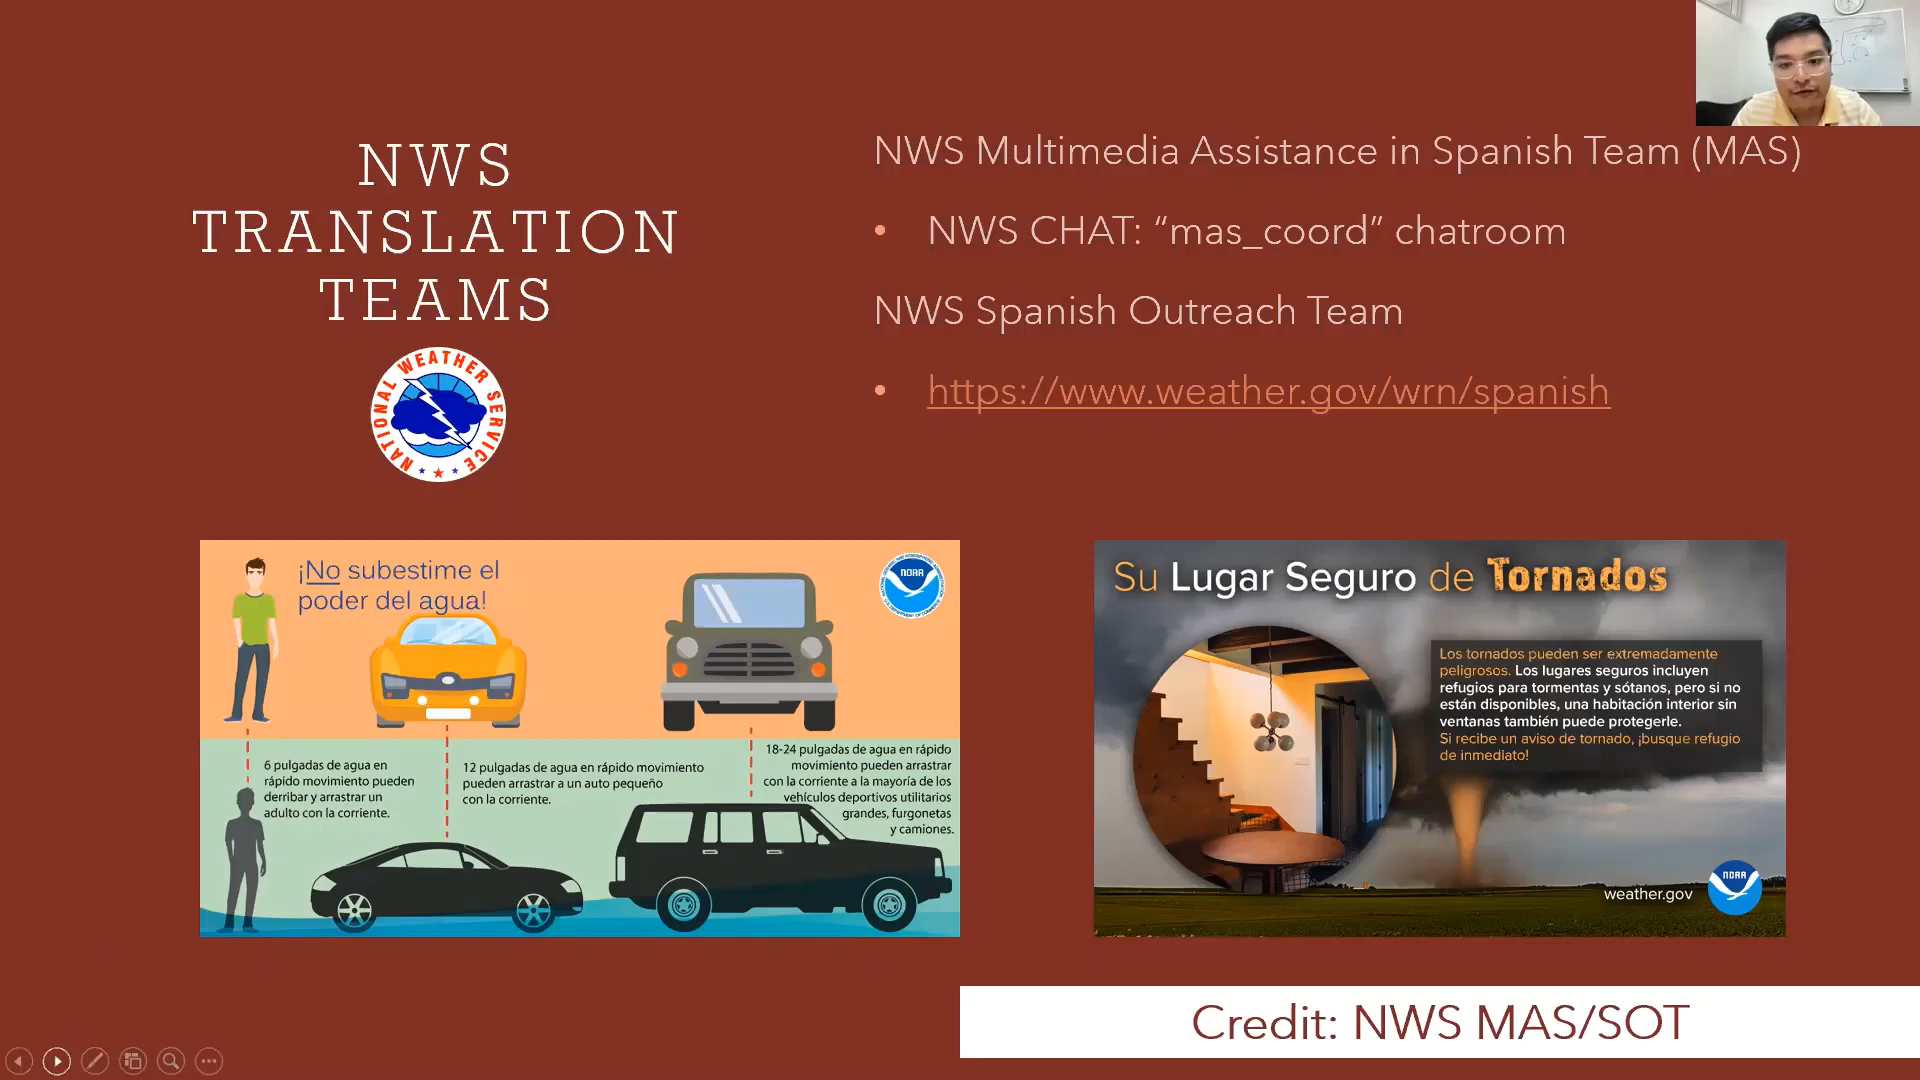 NWS
TRANSLATION
TEAMS
NATIONAL WEATHER SERVICE
NWS Multimedia Assistance in Spanish Team (MAS)
• NWS CHAT: “mas_coord” chatroom
NWS Spanish Outreach Team
• https://www.weather.gov/wrn/spanish
¡No subestime el
poder del agua!
NOAA
6 pulgadas de agua en
rápido movimiento pueden
derribar y arrastrar un
adulto con la corriente.
12 pulgadas de agua en rápido movimiento
pueden arrastrar a un auto pequeño
con la corriente.
18-24 pulgadas de agua en rápido
movimiento pueden arrastrar
con la corriente a la mayoría de los
vehículos deportivos utilitarios
grandes, furgonetas
y camiones.
Su Lugar Seguro de Tornados
Los tornados pueden ser extremadamente
peligrosos. Los lugares seguros incluyen
refugios para tormentas y sótanos, pero si no
están disponibles, una habitación interior sin
ventanas también puede protegerle.
Si recibe un aviso de tornado, ¡busque refugio
de inmediato!
weather.gov
NOAA
Credit: NWS MAS/SOT